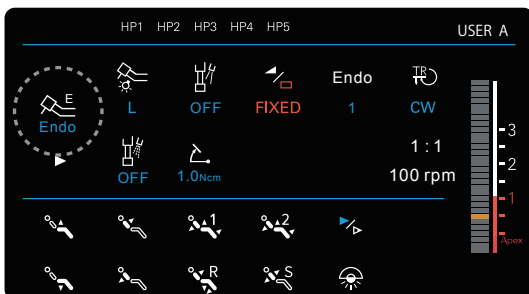 HP1 HP2 HP3 HP4 HP5 USER A
E Endo TR
Endo L OFF FIXED 1 CW
3
1 : 1
2
OFF 1.0Ncm 100 rpm
1
1 2
Apex
R S